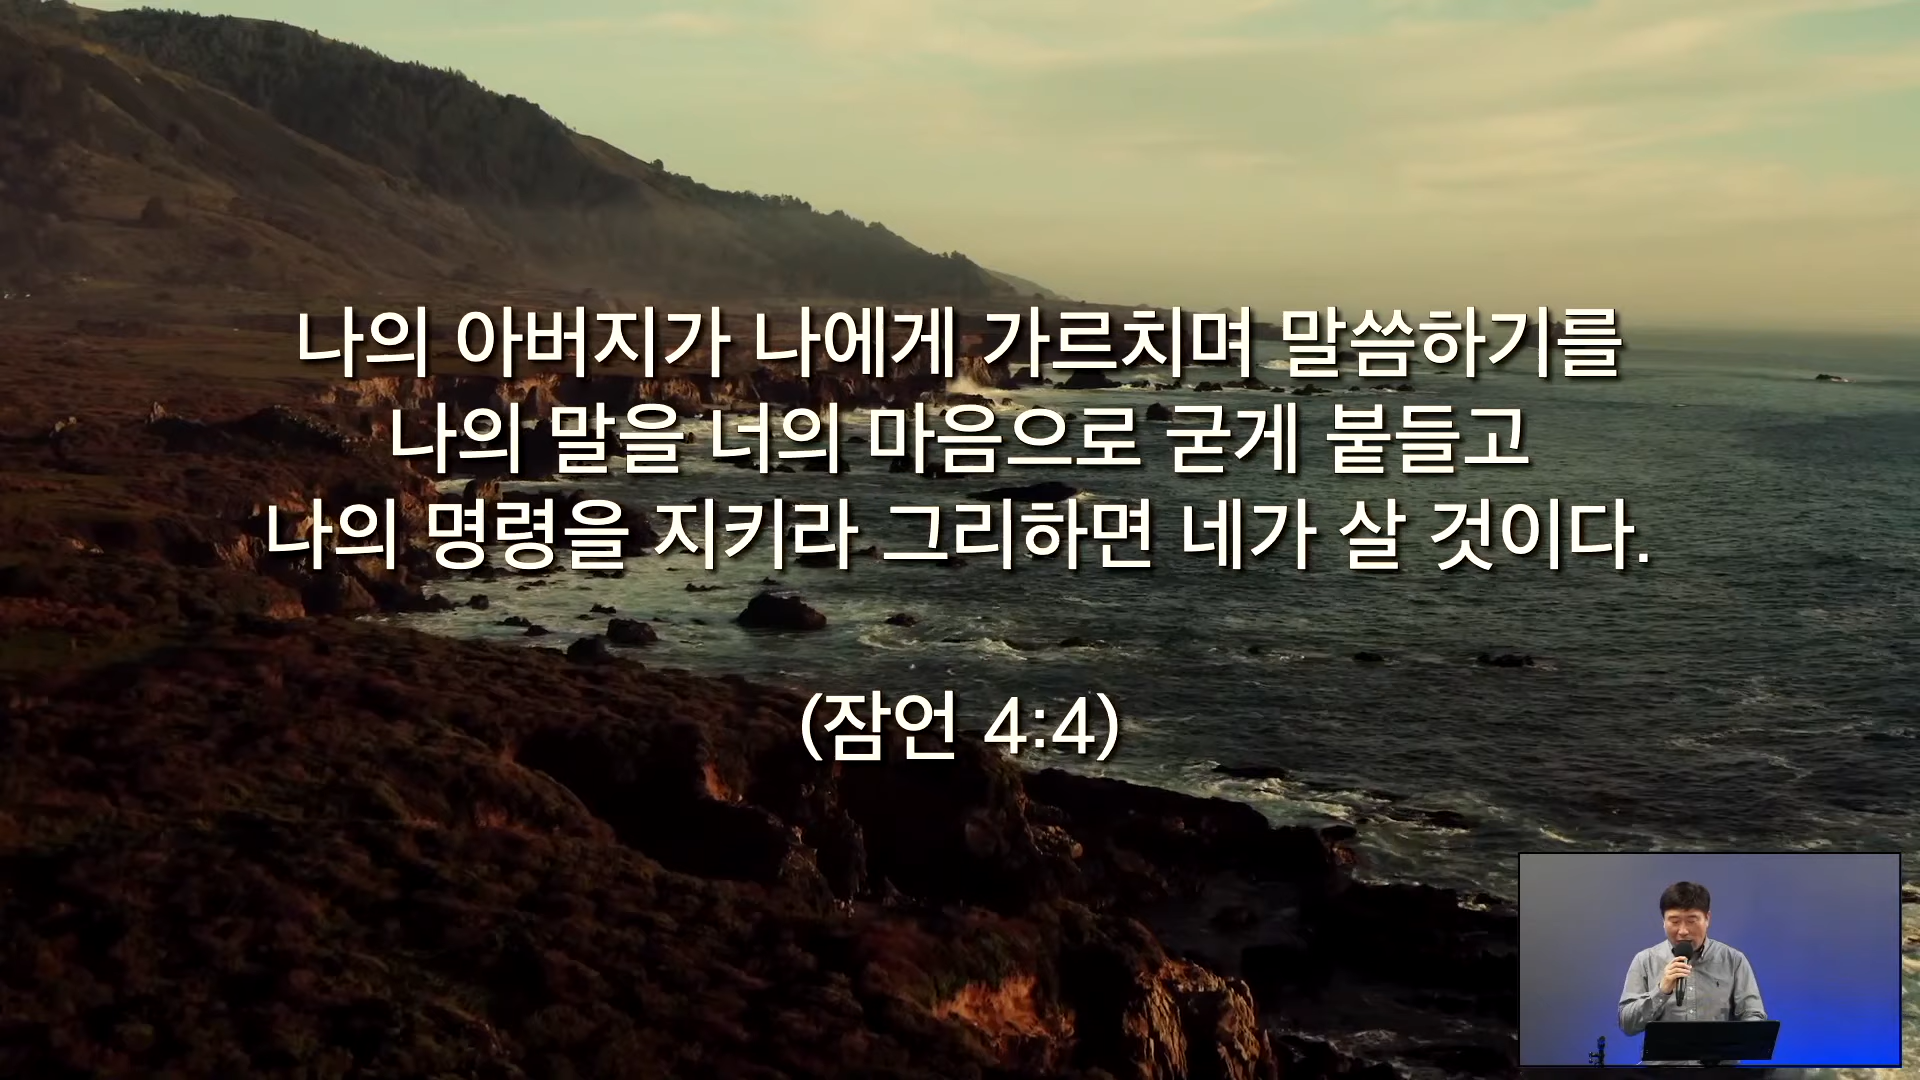 나의 아버지가 나에게 가르치며 말씀하기를
나의 말을 너의 마음으로 굳게 붙들고
나의 명령을 지키라 그리하면 네가 살 것이다.
(잠언 4:4)